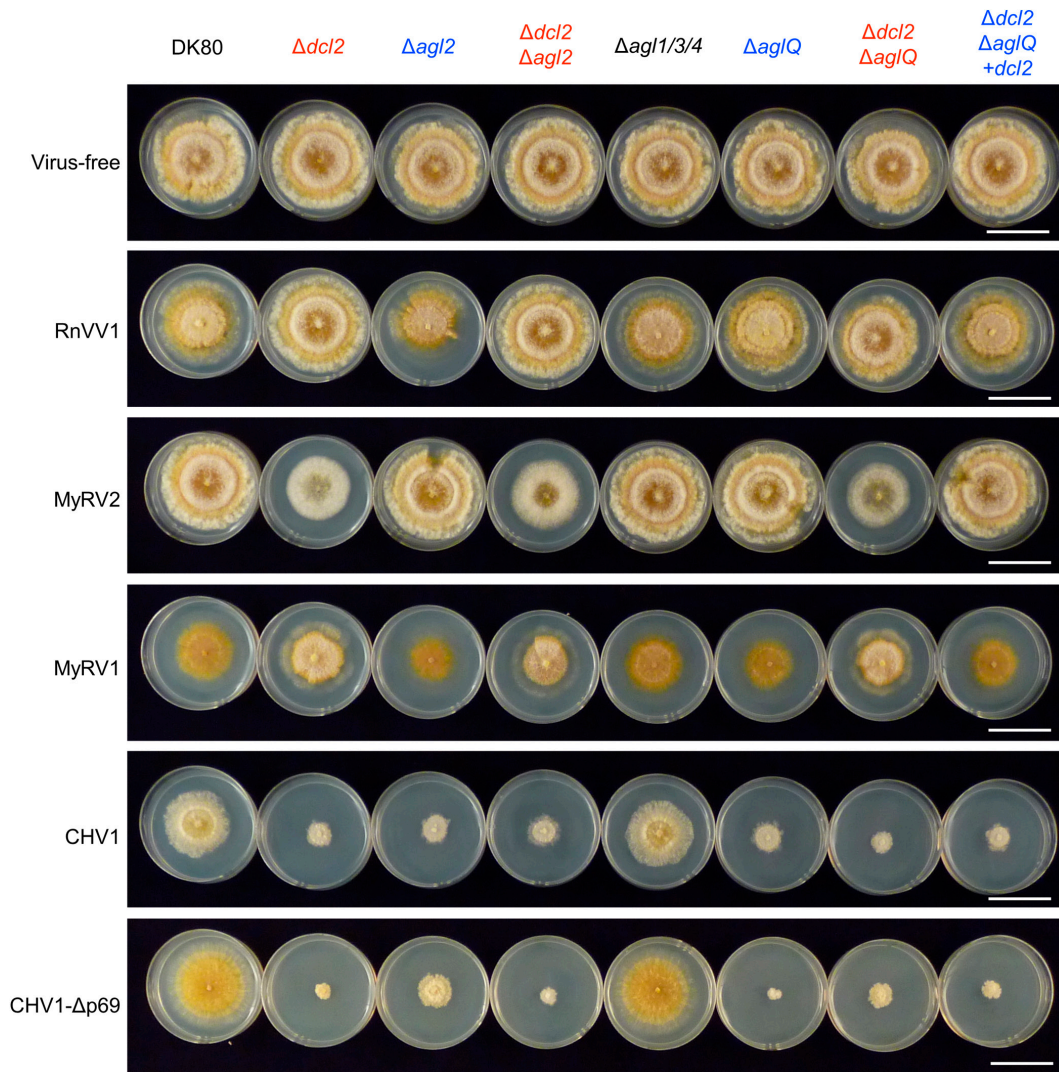 DK80 Δdcl2 Δagl2 Δdcl2 Δagl2 Δagl1/3/4 ΔaglQ Δdcl2 ΔaglQ Δdcl2 ΔaglQ +dcl2
Virus-free
RnVV1
MyRV2
MyRV1
CHV1
CHV1-Δp69